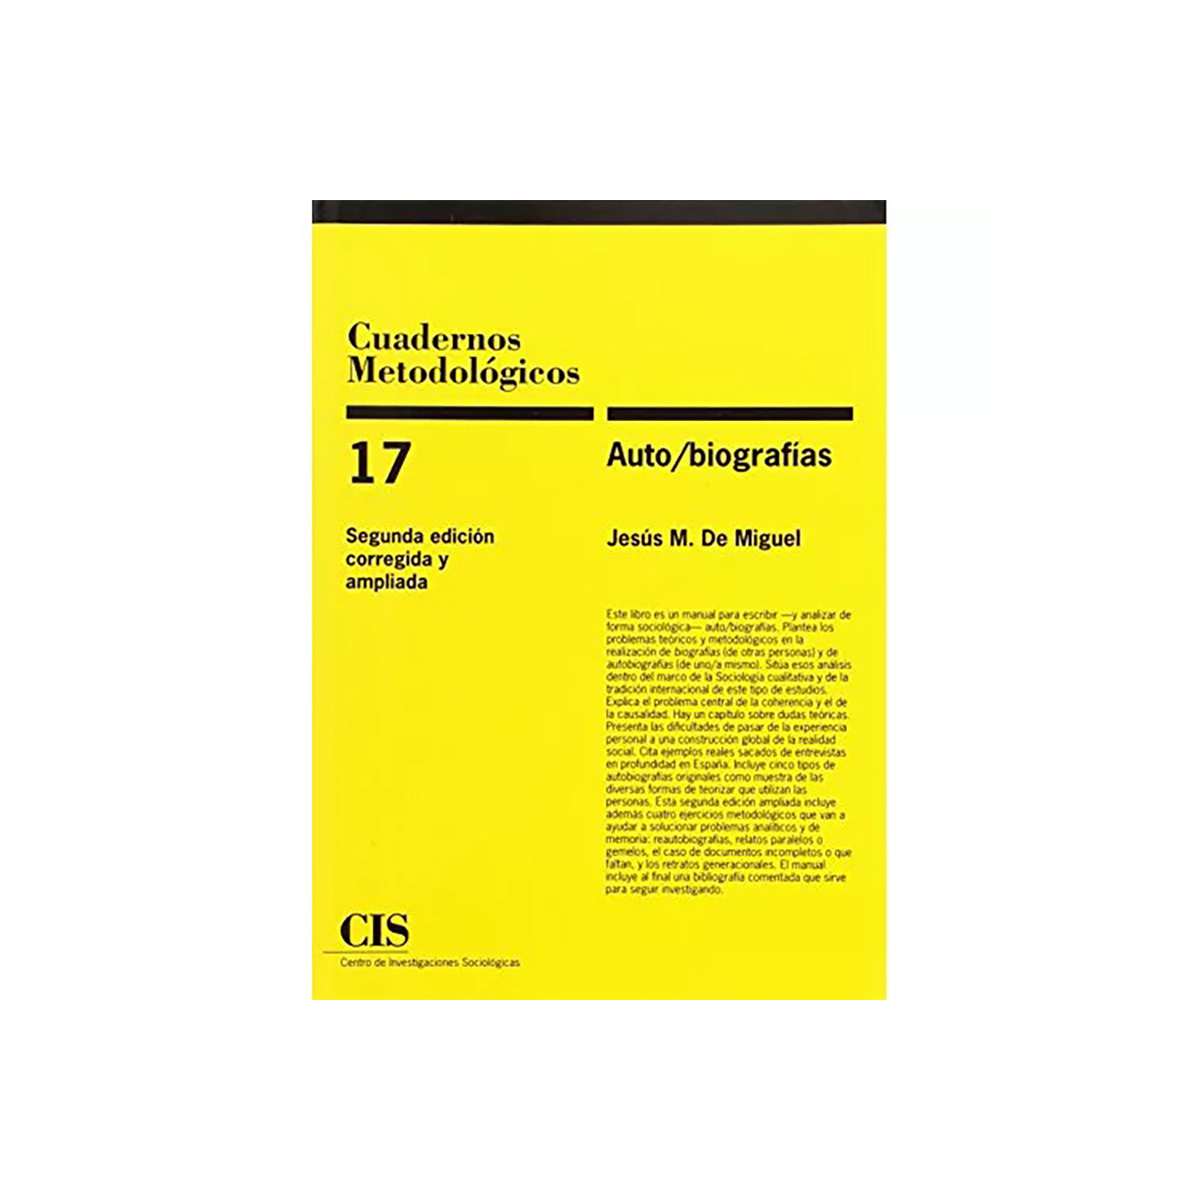 Cuadernos
Metodológicos
17
Segunda edición
corregida y
ampliada
Auto/biografías
Jesús M. De Miguel
Este libro es un manual para escribir —y analizar de
forma sociológica— auto/biografías. Plantea los
problemas teóricos y metodológicos en la
realización de biografías (de otras personas) y de
autobiografías (de uno/a mismo). Sitúa esos análisis
dentro del marco de la Sociología cualitativa y de la
tradición internacional de este tipo de estudios.
Explica el problema central de la coherencia y el de
la causalidad. Hay un capítulo sobre dudas teóricas.
Presenta las dificultades de pasar de la experiencia
personal a una construcción global de la realidad
social. Cita ejemplos reales sacados de entrevistas
en profundidad en España. Incluye cinco tipos de
autobiografías originales como muestra de las
diversas formas de teorizar que utilizan las
personas. Esta segunda edición ampliada incluye
además cuatro ejercicios metodológicos que van a
ayudar a solucionar problemas analíticos y de
memoria: reautobiografías, relatos paralelos o
gemelos, el caso de documentos incompletos o que
faltan, y los retratos generacionales. El manual
incluye al final una bibliografía comentada que sirve
para seguir investigando.
CIS
Centro de Investigaciones Sociológicas